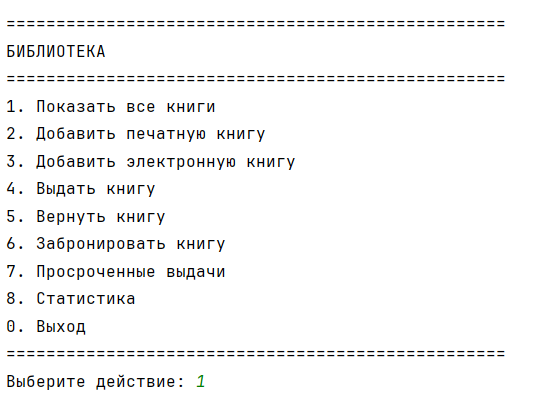 ==================================================
БИБЛИОТЕКА
==================================================
1. Показать все книги
2. Добавить печатную книгу
3. Добавить электронную книгу
4. Выдать книгу
5. Вернуть книгу
6. Забронировать книгу
7. Просроченные выдачи
8. Статистика
0. Выход
==================================================
Выберите действие: 1